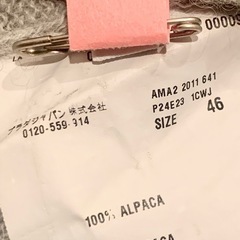 AMA2 2011 641
P24E23 1CWJ
SIZE 46
プラダジャパン株式会社
0120-559-914
100% ALPACA